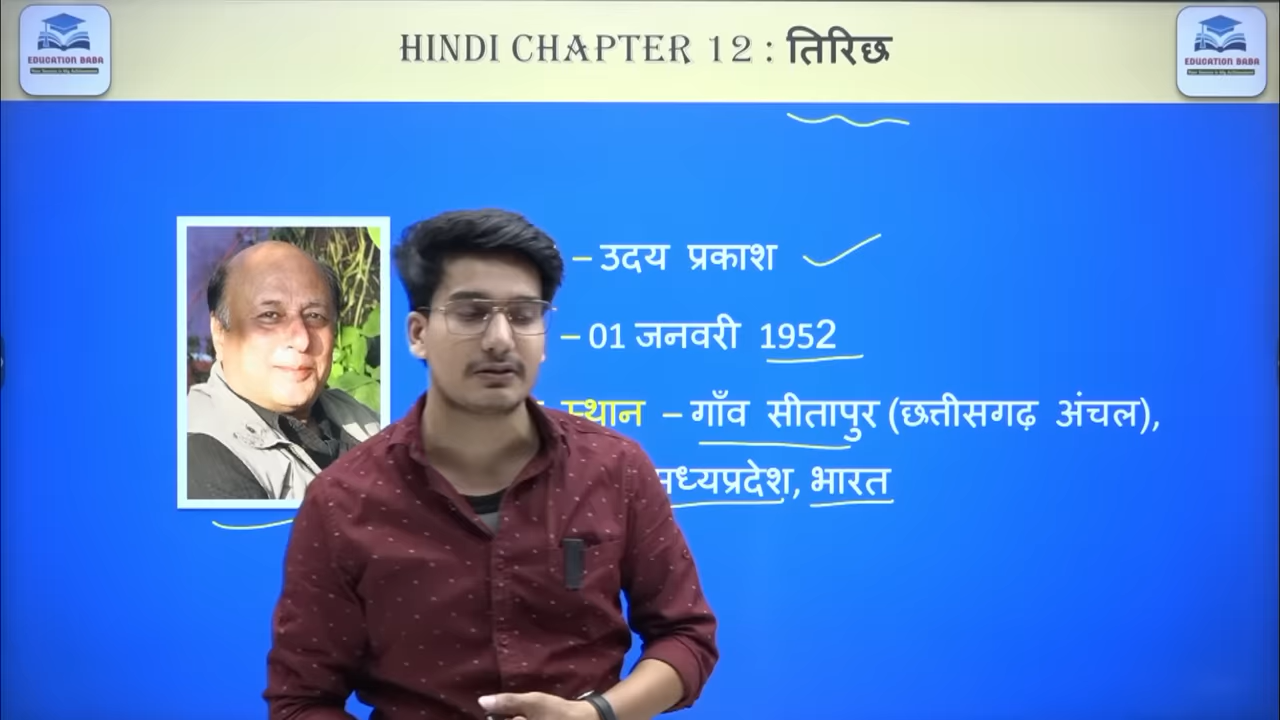 EDUCATION BABA
HINDI CHAPTER 12 : तिरिछ
EDUCATION BABA
– उदय प्रकाश
– 01 जनवरी 1952
स्थान – गाँव सीतापुर (छत्तीसगढ़ अंचल),
मध्यप्रदेश, भारत